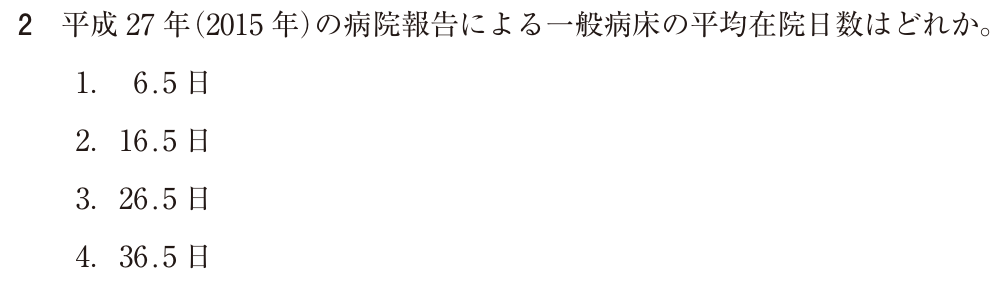 2 平成 27 年(2015 年)の病院報告による一般病床の平均在院日数はどれか。
1. 6.5 日
2. 16.5 日
3. 26.5 日
4. 36.5 日